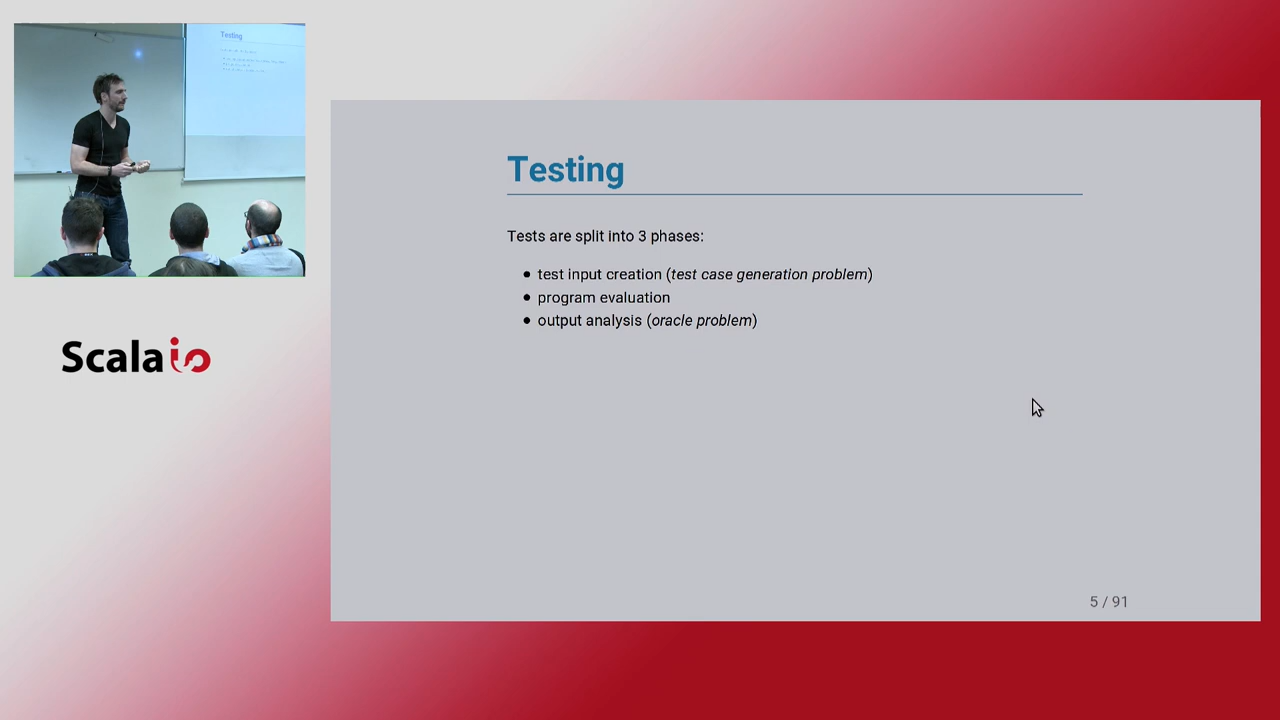 Testing
Scala.io
Testing
Tests are split into 3 phases:
● test input creation (test case generation problem)
● program evaluation
● output analysis (oracle problem)
5 / 91